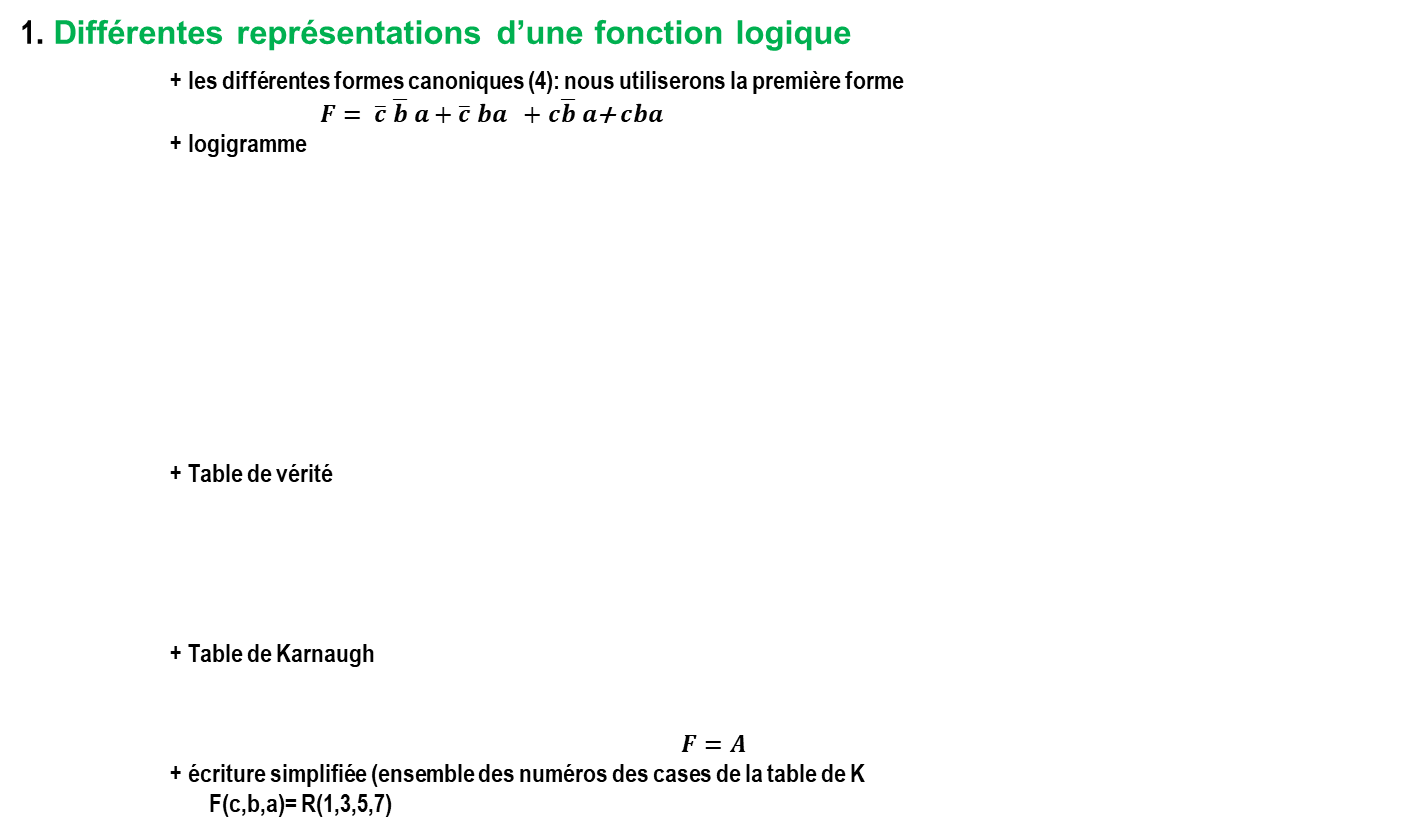 1. Différentes représentations d’une fonction logique
+ les différentes formes canoniques (4): nous utiliserons la première forme
F = c̅ b̅ a + c̅ ba + cb̅ a+cba
+ logigramme
+ Table de vérité
+ Table de Karnaugh
F = A
+ écriture simplifiée (ensemble des numéros des cases de la table de K
F(c,b,a)= R(1,3,5,7)